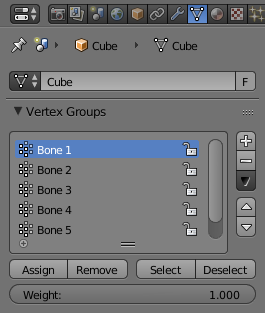 Cube Cube
Cube F
Vertex Groups
Bone 1
Bone 2
Bone 3
Bone 4
Bone 5
Assign Remove Select Deselect
Weight: 1.000